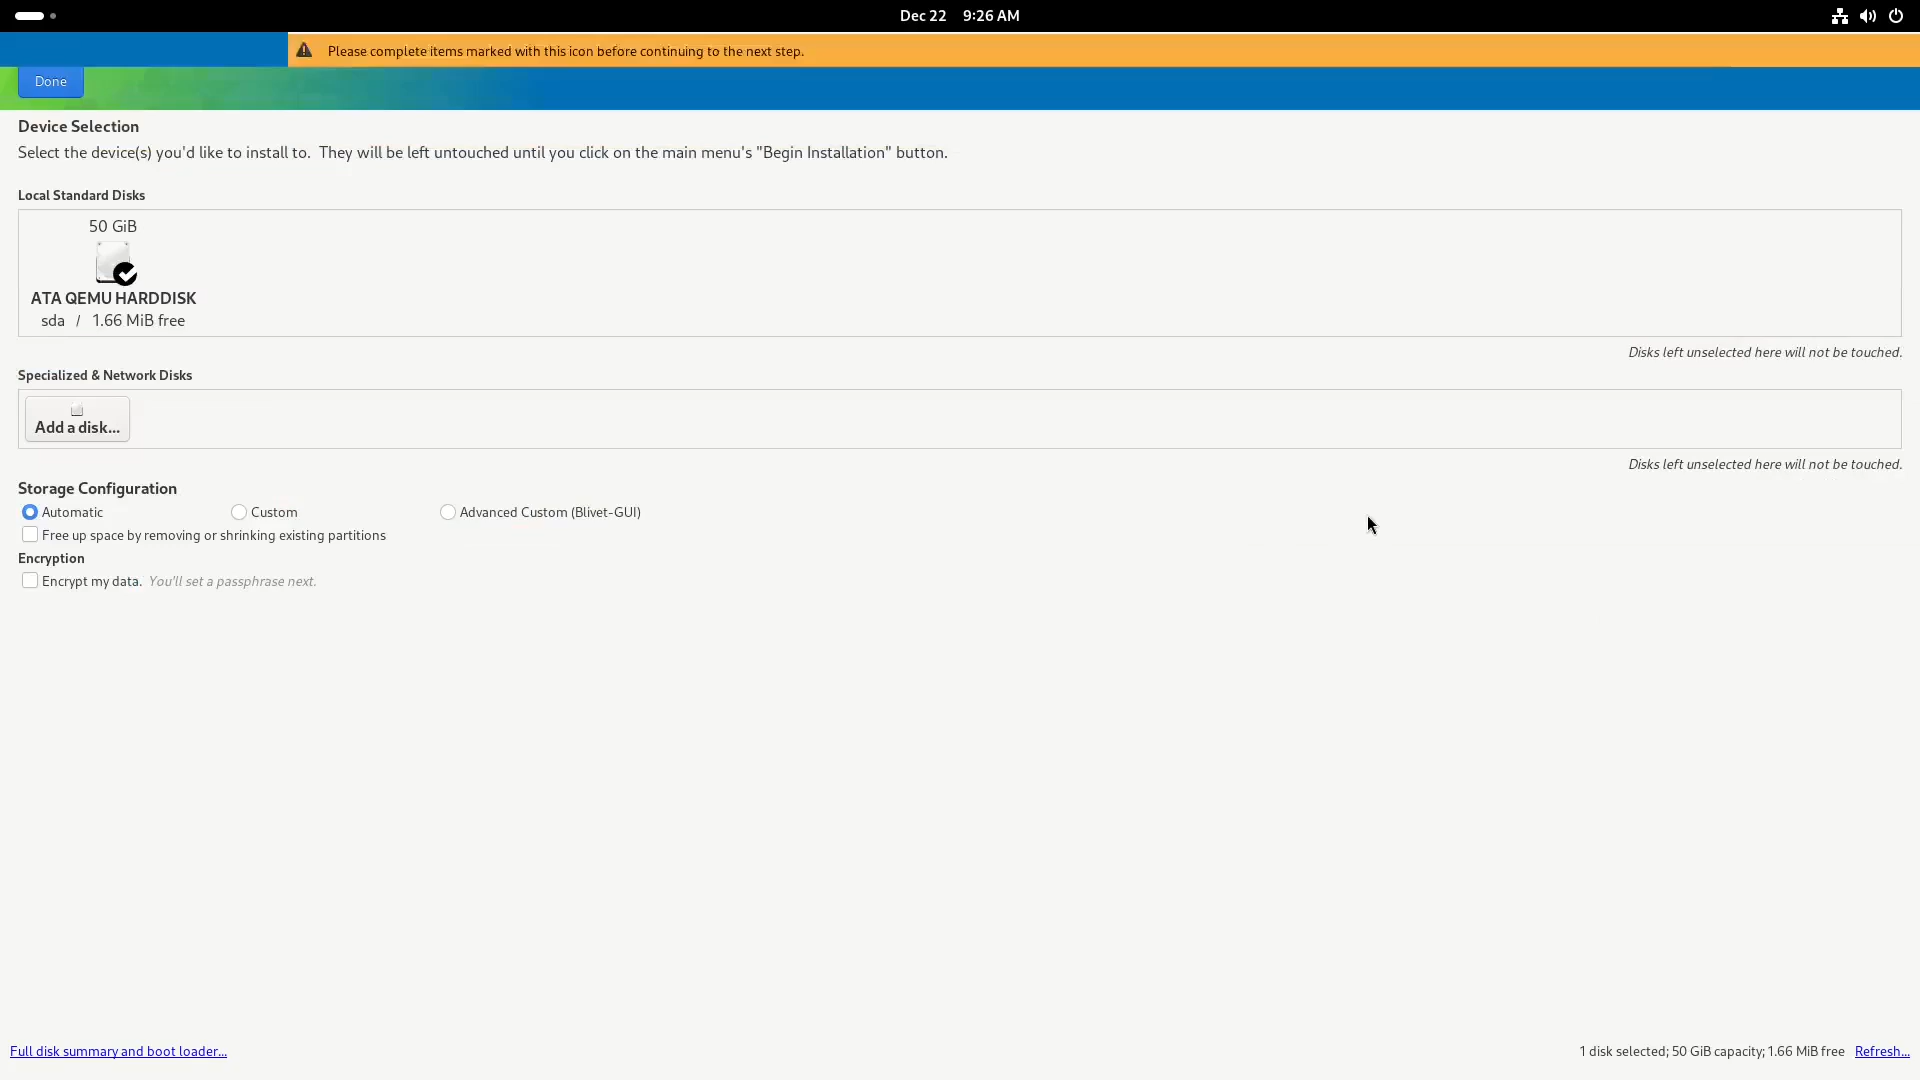 Dec 22 9:26 AM
Please complete items marked with this icon before continuing to the next step.
Done
Device Selection
Select the device(s) you'd like to install to. They will be left untouched until you click on the main menu's "Begin Installation" button.
Local Standard Disks
50 GiB
ATA QEMU HARDDISK
sda / 1.66 MiB free
Disks left unselected here will not be touched.
Specialized & Network Disks
Add a disk...
Disks left unselected here will not be touched.
Storage Configuration
Automatic Custom Advanced Custom (Blivet-GUI)
Free up space by removing or shrinking existing partitions
Encryption
Encrypt my data. You'll set a passphrase next.
Full disk summary and boot loader... 1 disk selected; 50 GiB capacity; 1.66 MiB free Refresh...